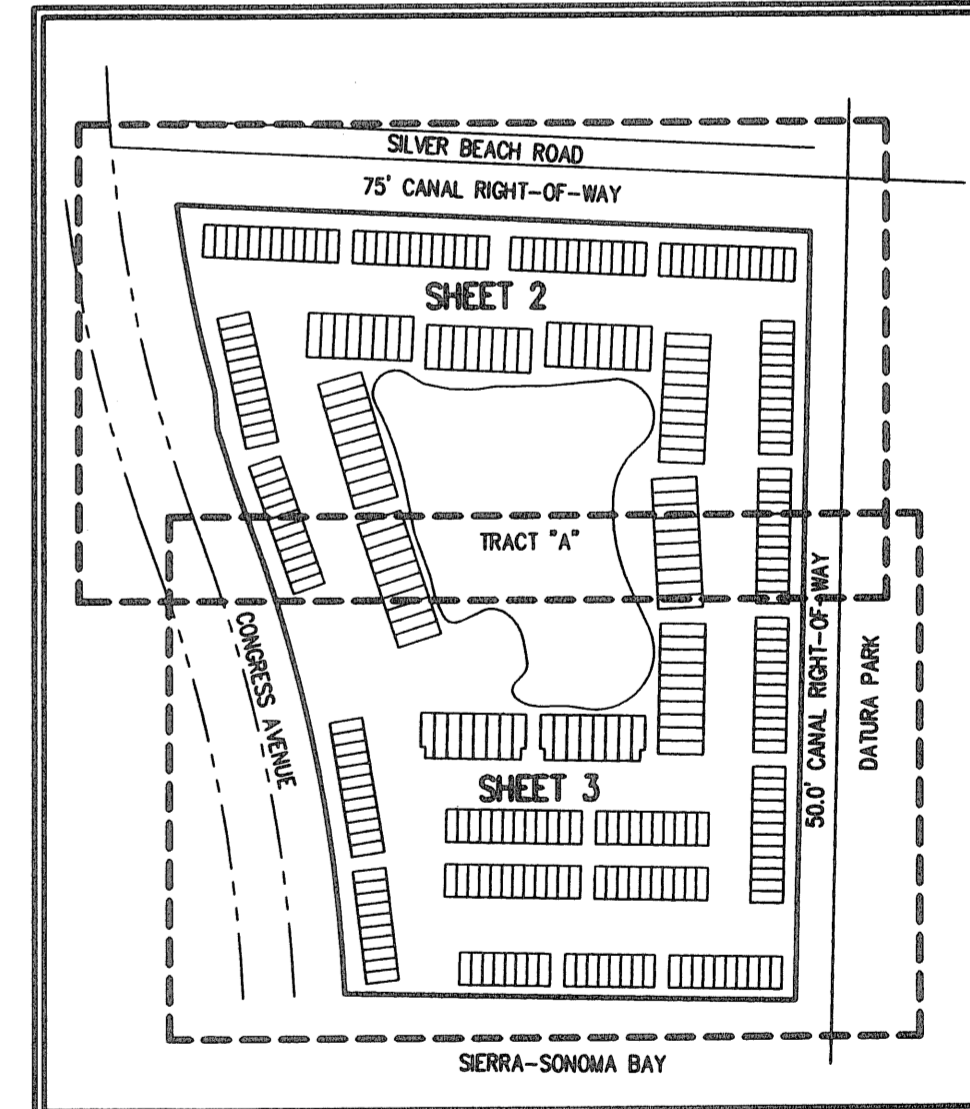 SILVER BEACH ROAD
75' CANAL RIGHT-OF-WAY
SHEET 2
TRACT "A"
CONGRESS AVENUE
50.0' CANAL RIGHT-OF-WAY
DATURA PARK
SHEET 3
SIERRA-SONOMA BAY